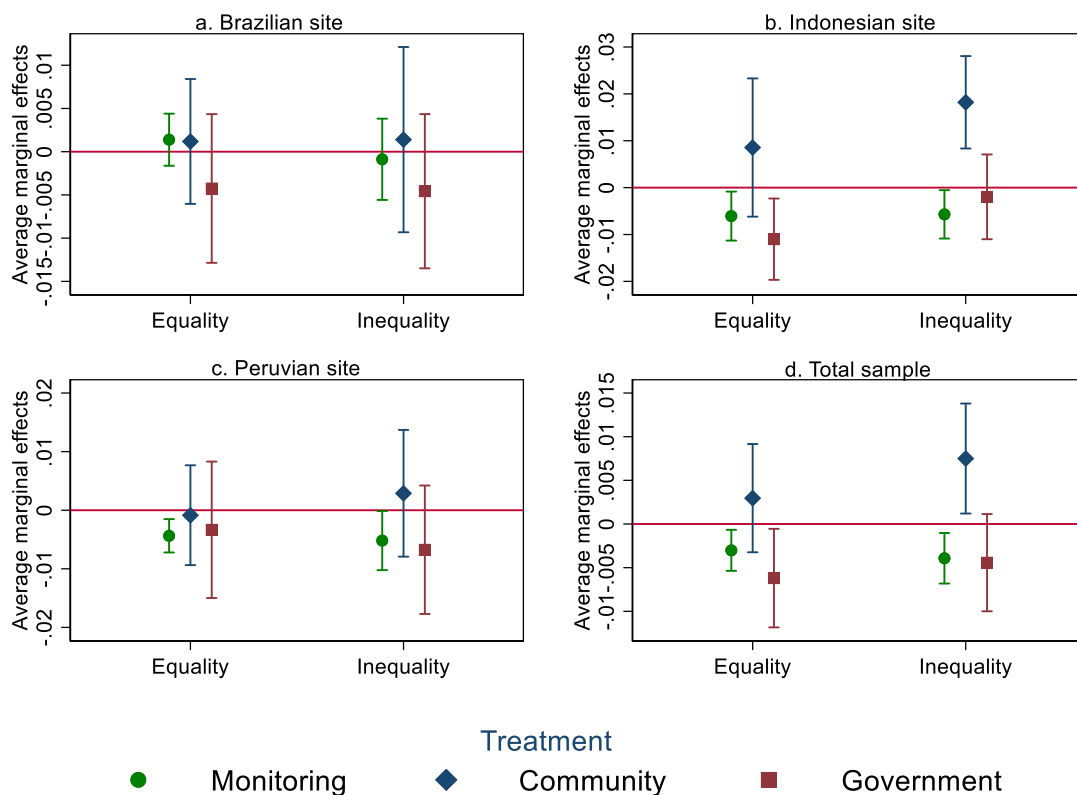 a. Brazilian site
Average marginal effects
.01
.005
0
-.005
-.01
-.015
Equality
Inequality
b. Indonesian site
Average marginal effects
.03
.02
.01
0
-.01
-.02
Equality
Inequality
c. Peruvian site
Average marginal effects
.02
.01
0
-.01
-.02
Equality
Inequality
d. Total sample
Average marginal effects
.015
.01
.005
0
-.005
-.01
Equality
Inequality
Treatment
Monitoring Community Government